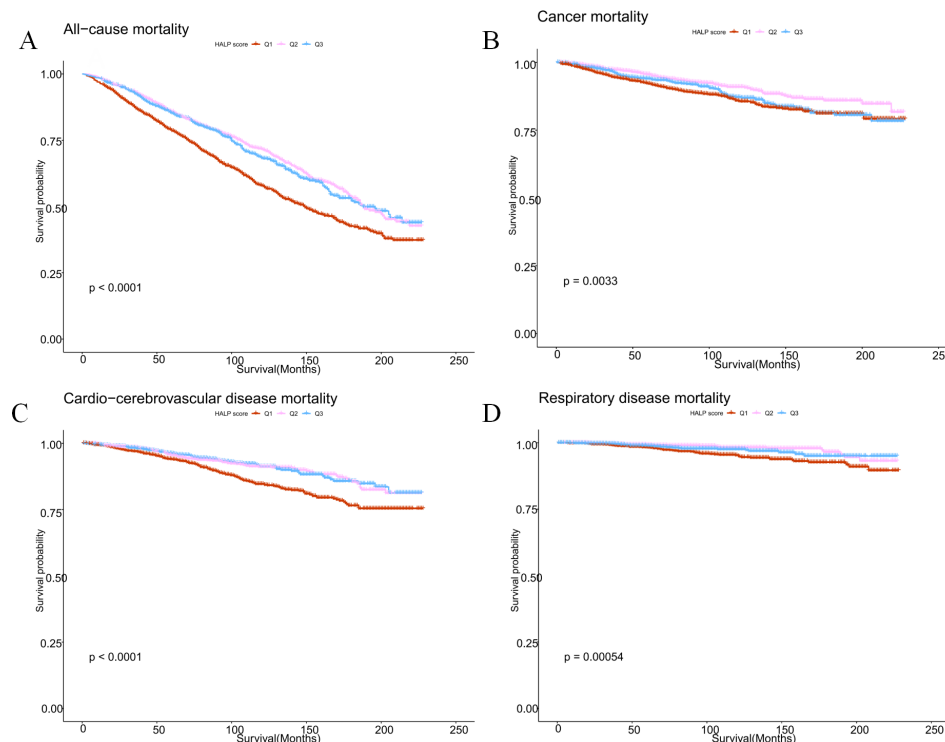 A
All−cause mortality
HALP score Q1 Q2 Q3
1.00
0.75
0.50
0.25
0.00
Survival probability
p < 0.0001
0 50 100 150 200 250
Survival(Months)
B
Cancer mortality
HALP score Q1 Q2 Q3
1.00
0.75
0.50
0.25
0.00
Survival probability
p = 0.0033
0 50 100 150 200 25
Survival(Months)
C
Cardio−cerebrovascular disease mortality
HALP score Q1 Q2 Q3
1.00
0.75
0.50
0.25
0.00
Survival probability
p < 0.0001
0 50 100 150 200 250
Survival(Months)
D
Respiratory disease mortality
HALP score Q1 Q2 Q3
1.00
0.75
0.50
0.25
0.00
Survival probability
p = 0.00054
0 50 100 150 200 250
Survival(Months)